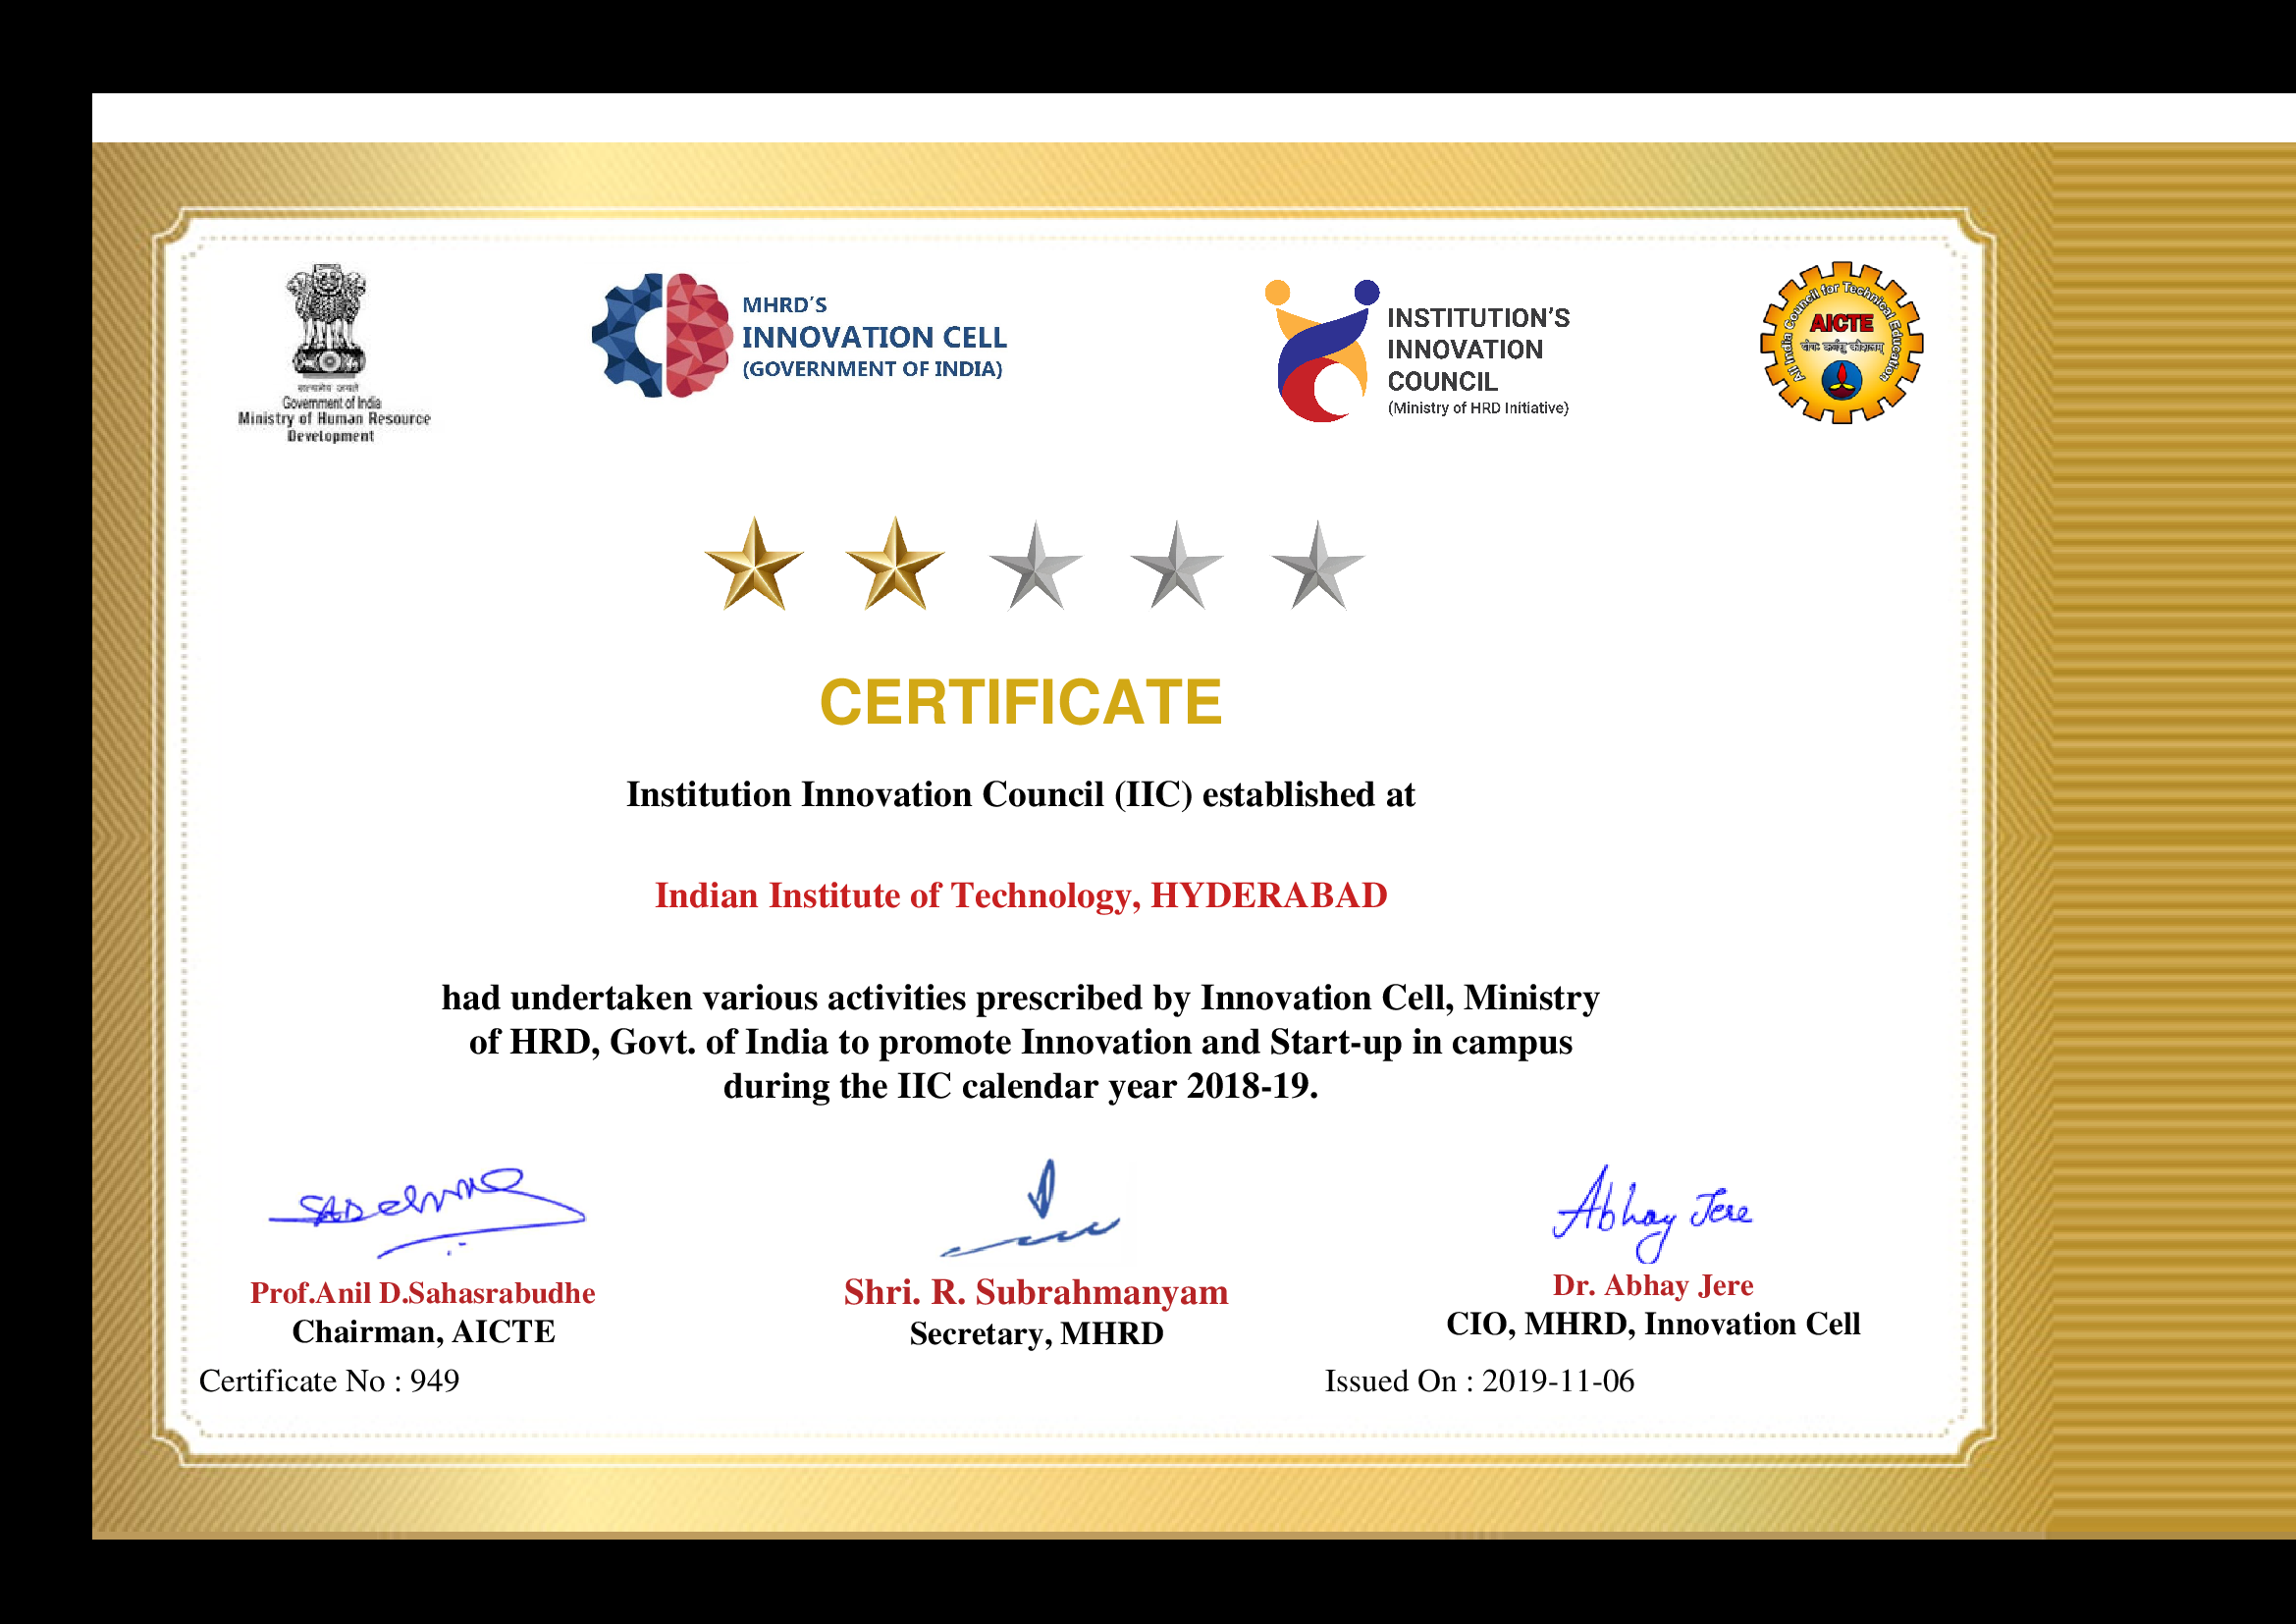 सत्यमेव जयते
Government of India
Ministry of Human Resource
Development
MHRD'S
INNOVATION CELL
(GOVERNMENT OF INDIA)
INSTITUTION'S
INNOVATION
COUNCIL
(Ministry of HRD Initiative)
All India Council for Technical Education
AICTE
CERTIFICATE
Institution Innovation Council (IIC) established at
Indian Institute of Technology, HYDERABAD
had undertaken various activities prescribed by Innovation Cell, Ministry
of HRD, Govt. of India to promote Innovation and Start-up in campus
during the IIC calendar year 2018-19.
Abhay Jere
Prof.Anil D.Sahasrabudhe
Chairman, AICTE
Shri. R. Subrahmanyam
Secretary, MHRD
Dr. Abhay Jere
CIO, MHRD, Innovation Cell
Certificate No : 949
Issued On : 2019-11-06